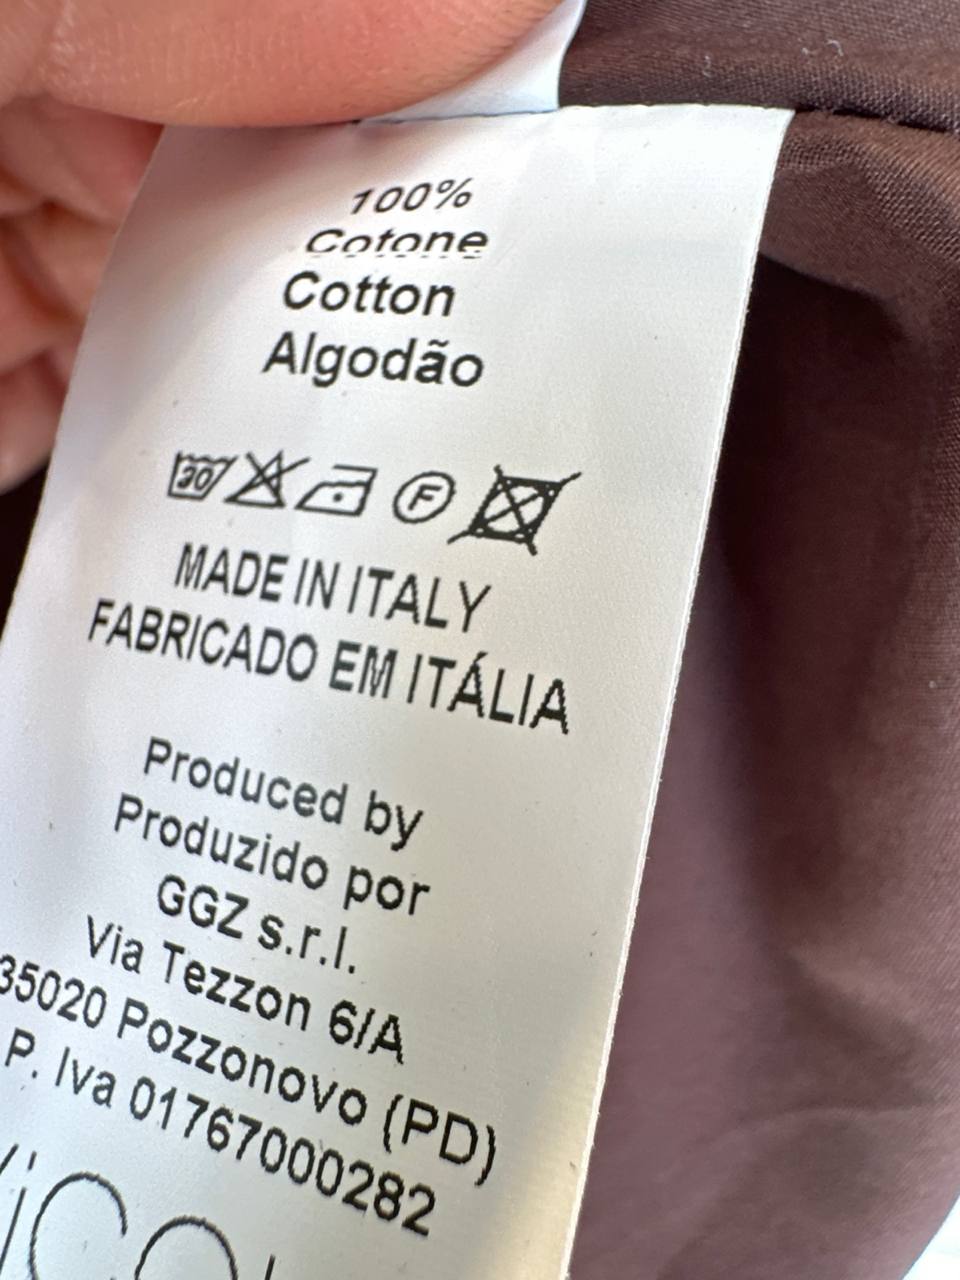 100%
Cotone
Cotton
Algodão
30 F
MADE IN ITALY
FABRICADO EM ITÁLIA
Produced by
Produzido por
GGZ s.r.l.
Via Tezzon 6/A
35020 Pozzonovo (PD)
P. Iva 01767000282